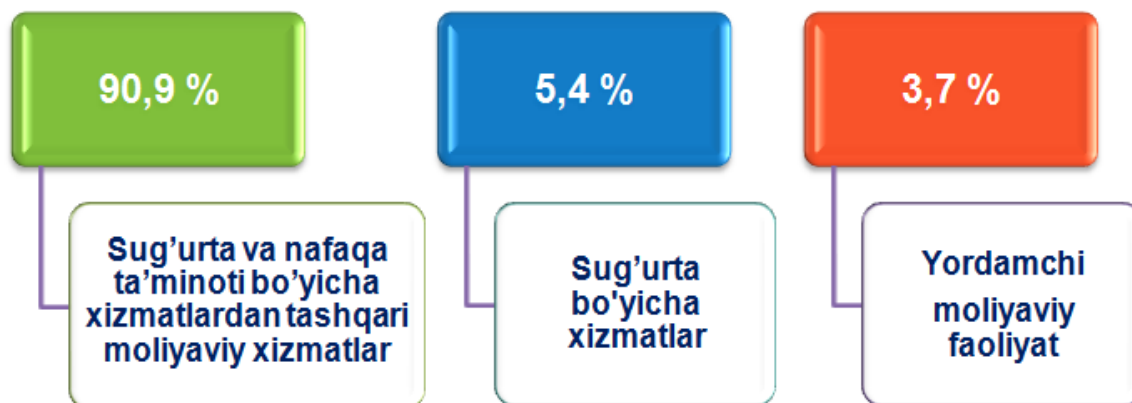 90,9 %
5,4 %
3,7 %
Sug’urta va nafaqa
ta’minoti bo’yicha
xizmatlardan tashqari
moliyaviy xizmatlar
Sug’urta
bo'yicha
xizmatlar
Yordamchi
moliyaviy
faoliyat